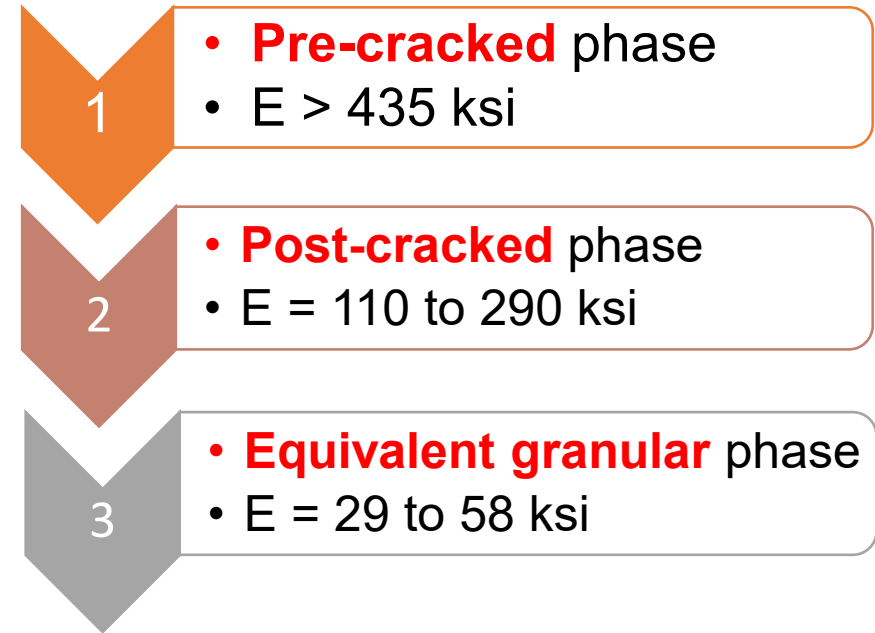 1
• Pre-cracked phase
• E > 435 ksi
2
• Post-cracked phase
• E = 110 to 290 ksi
3
• Equivalent granular phase
• E = 29 to 58 ksi